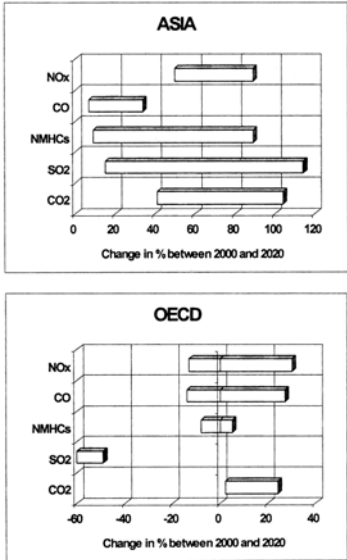 ASIA
NOx
CO
NMHCs
SO2
CO2
0 20 40 60 80 100 120
Change in % between 2000 and 2020
OECD
NOx
CO
NMHCs
SO2
CO2
-60 -40 -20 0 20 40
Change in % between 2000 and 2020